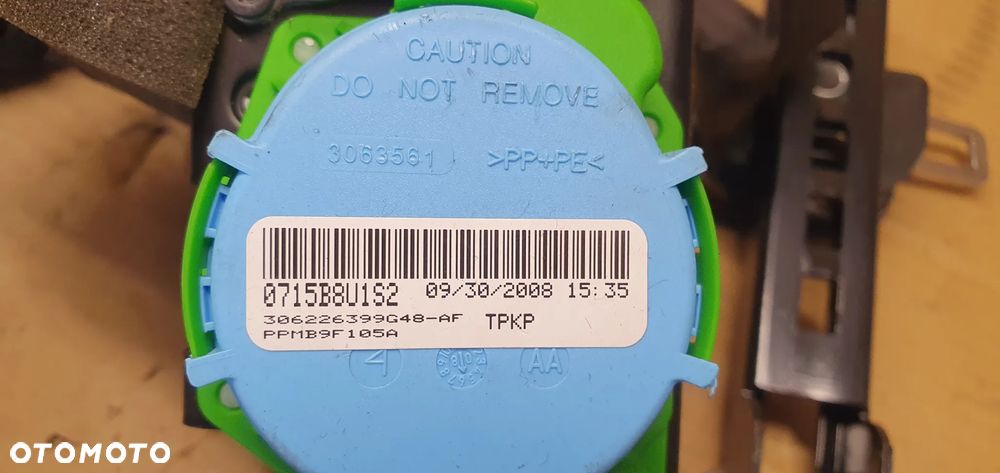 CAUTION
DO NOT REMOVE
3063561 >PP+PE<
0715B8U1S2 09/30/2008 15:35
306226399G48-AF TPKP
PPMB9F105A
4 AA
OTOMOTO